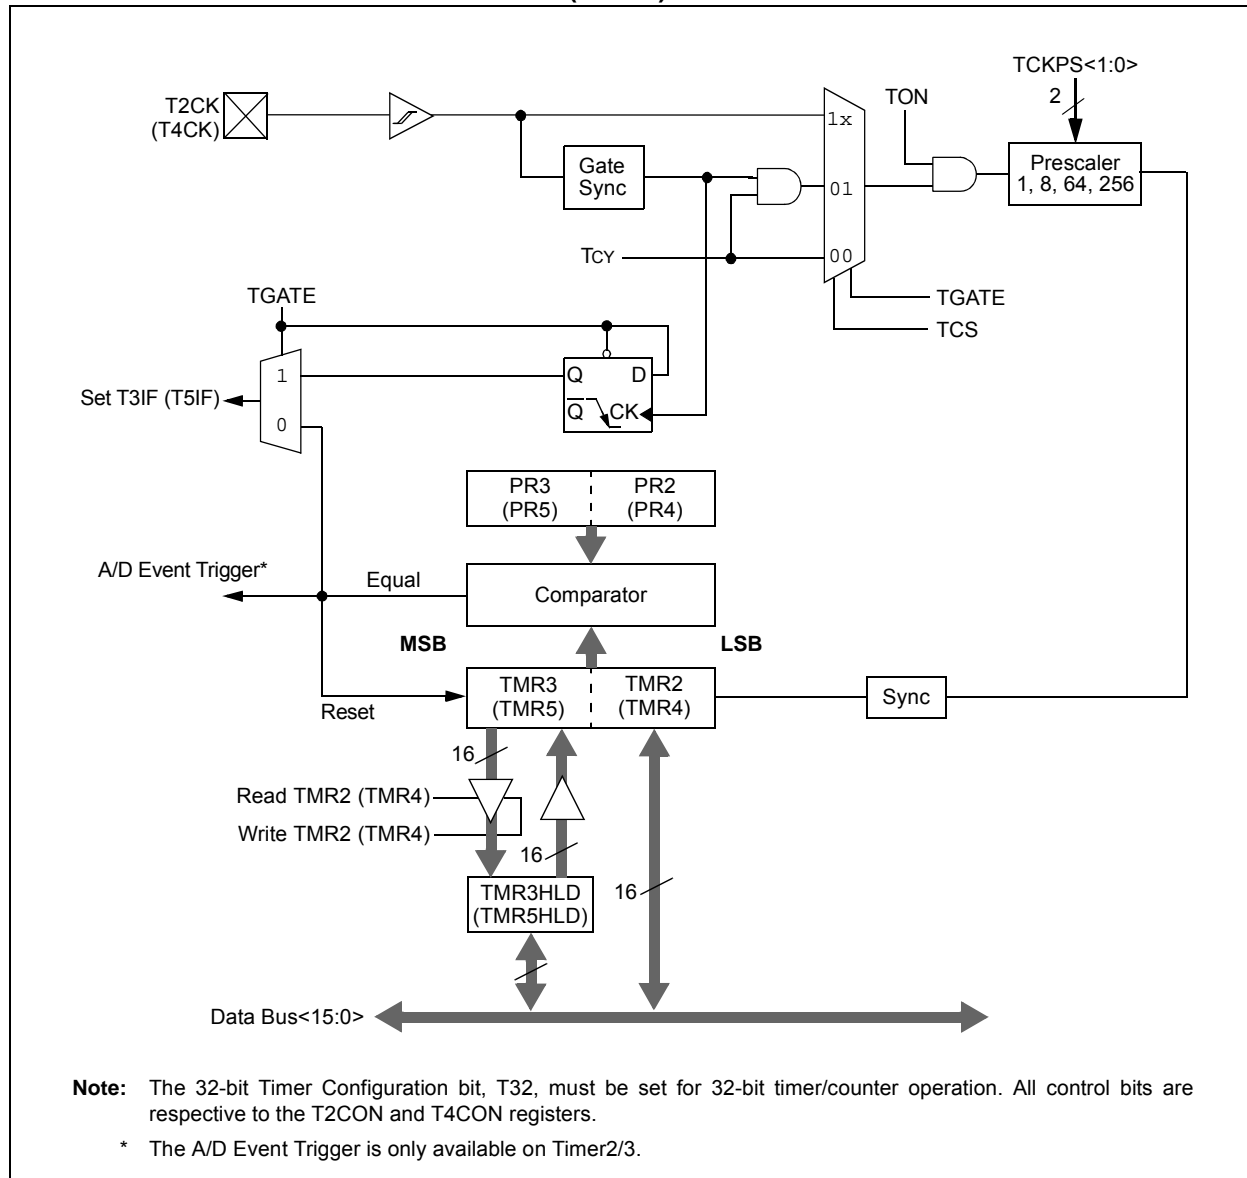 TCKPS<1:0>
2
TON
T2CK
(T4CK)
1x
Gate
Sync
01
Prescaler
1, 8, 64, 256
TCY
00
TGATE
TGATE
TCS
1
Q
D
Set T3IF (T5IF)
Q
CK
0
PR3
(PR5)
PR2
(PR4)
A/D Event Trigger*
Equal
Comparator
MSB
LSB
TMR3
(TMR5)
TMR2
(TMR4)
Sync
Reset
16
Read TMR2 (TMR4)
Write TMR2 (TMR4)
16
TMR3HLD
(TMR5HLD)
16
Data Bus<15:0>
Note: The 32-bit Timer Configuration bit, T32, must be set for 32-bit timer/counter operation. All control bits are
respective to the T2CON and T4CON registers.
* The A/D Event Trigger is only available on Timer2/3.